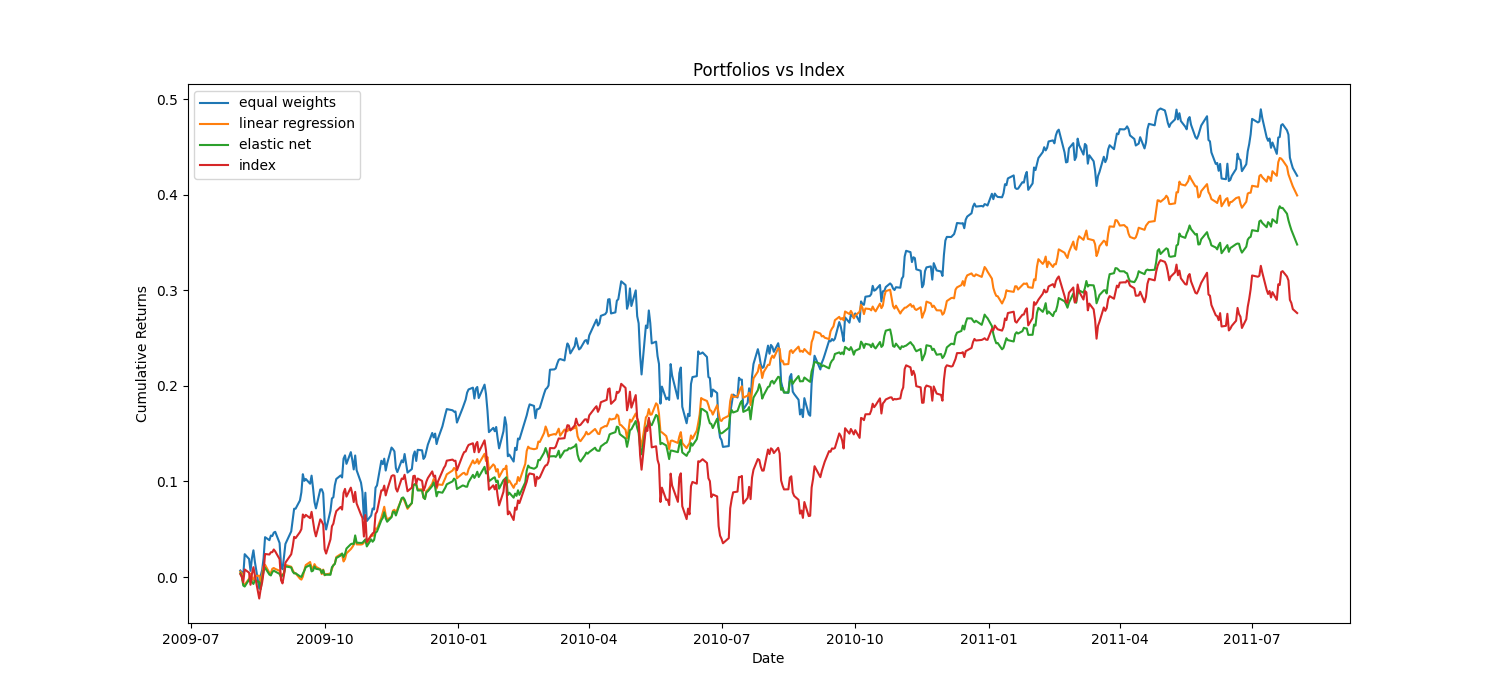 Portfolios vs Index
equal weights
linear regression
elastic net
index
Cumulative Returns
0.5
0.4
0.3
0.2
0.1
0.0
2009-07 2009-10 2010-01 2010-04 2010-07 2010-10 2011-01 2011-04 2011-07
Date